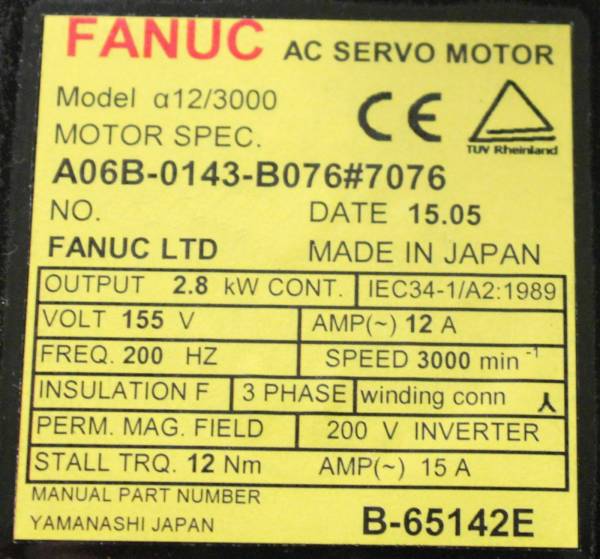 FANUC AC SERVO MOTOR
Model α12/3000
MOTOR SPEC.
TUV Rheinland
A06B-0143-B076#7076
NO. DATE 15.05
FANUC LTD MADE IN JAPAN
OUTPUT 2.8 kW CONT. IEC34-1/A2:1989
VOLT 155 V AMP(~) 12 A
FREQ. 200 HZ SPEED 3000 min⁻¹
INSULATION F 3 PHASE winding conn
PERM. MAG. FIELD 200 V INVERTER
STALL TRQ. 12 Nm AMP(~) 15 A
MANUAL PART NUMBER
YAMANASHI JAPAN B-65142E